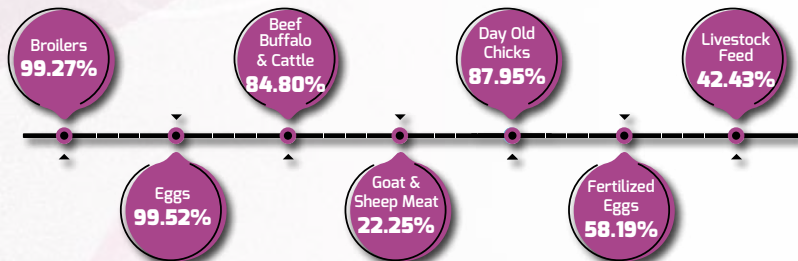 Broilers
99.27%
Eggs
99.52%
Beef
Buffalo
& Cattle
84.80%
Goat &
Sheep Meat
22.25%
Day Old
Chicks
87.95%
Fertilized
Eggs
58.19%
Livestock
Feed
42.43%